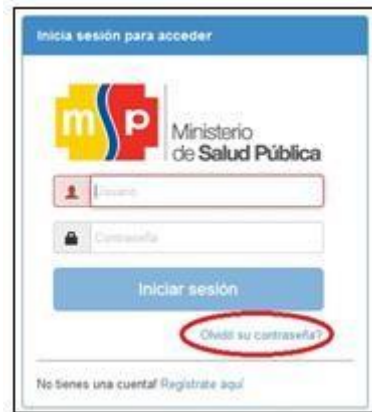 Inicia sesión para acceder
msp
Ministerio
de Salud Pública
Usuario
Contraseña
Iniciar sesión
Olvidó su contraseña?
No tienes una cuenta! Registrate aquí